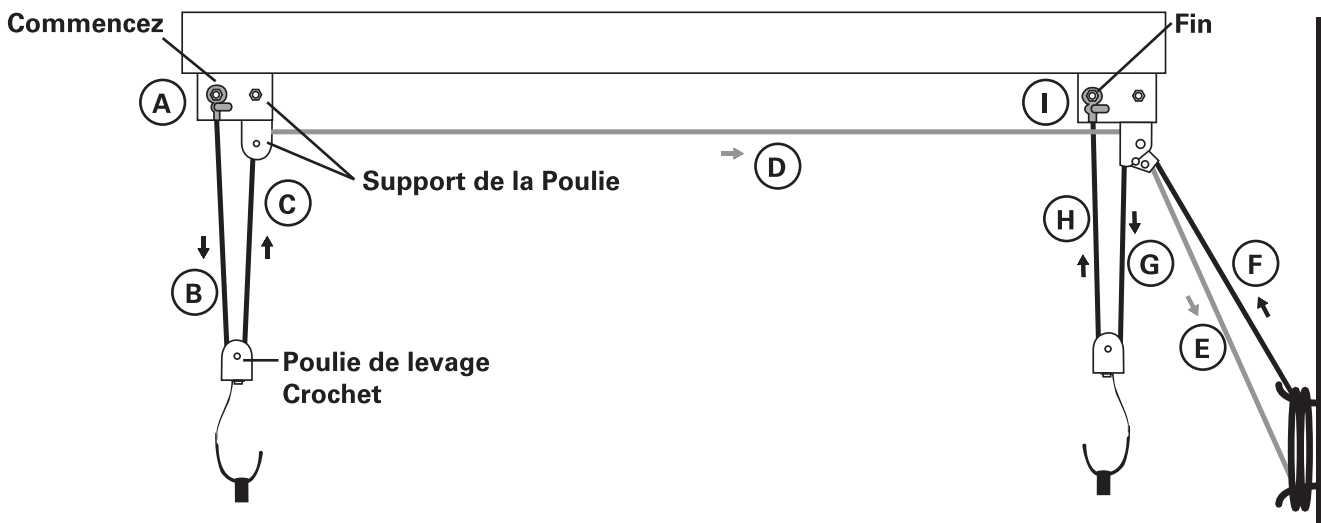 Commencez
Fin
A
I
D
Support de la Poulie
C
H
B
G
F
E
Poulie de levage
Crochet